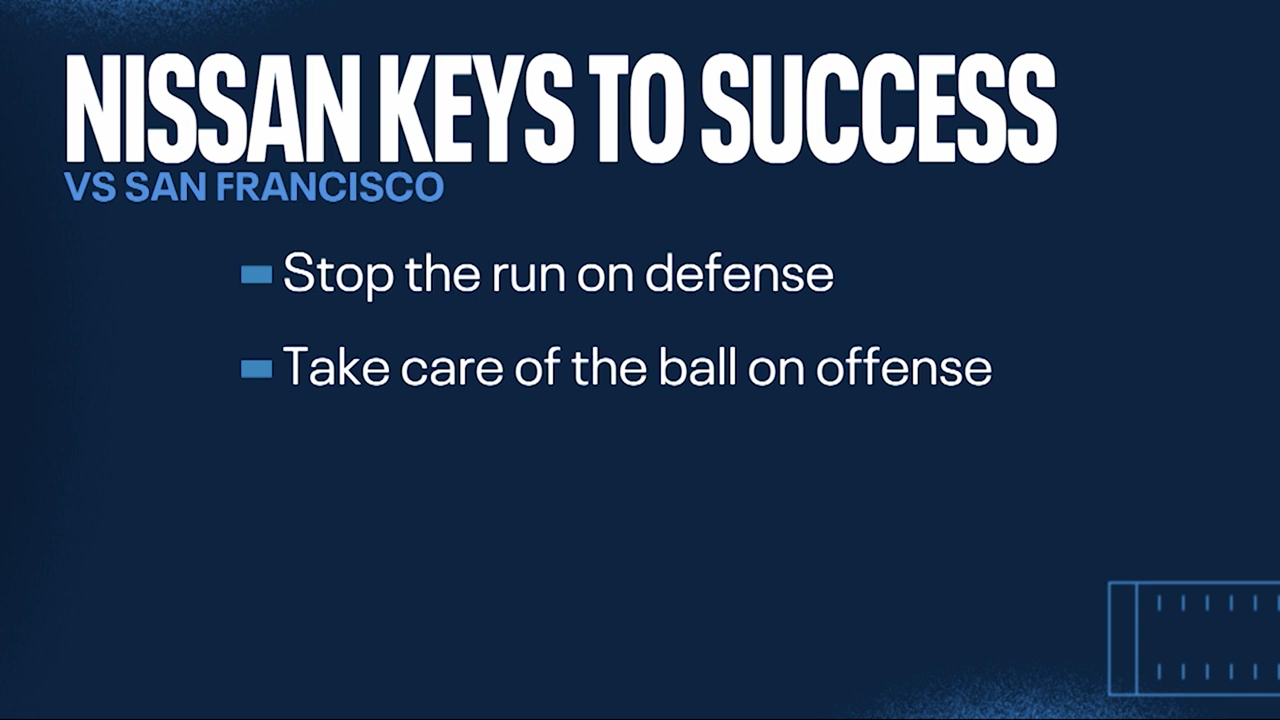 NISSAN KEYS TO SUCCESS
VS SAN FRANCISCO
Stop the run on defense
Take care of the ball on offense